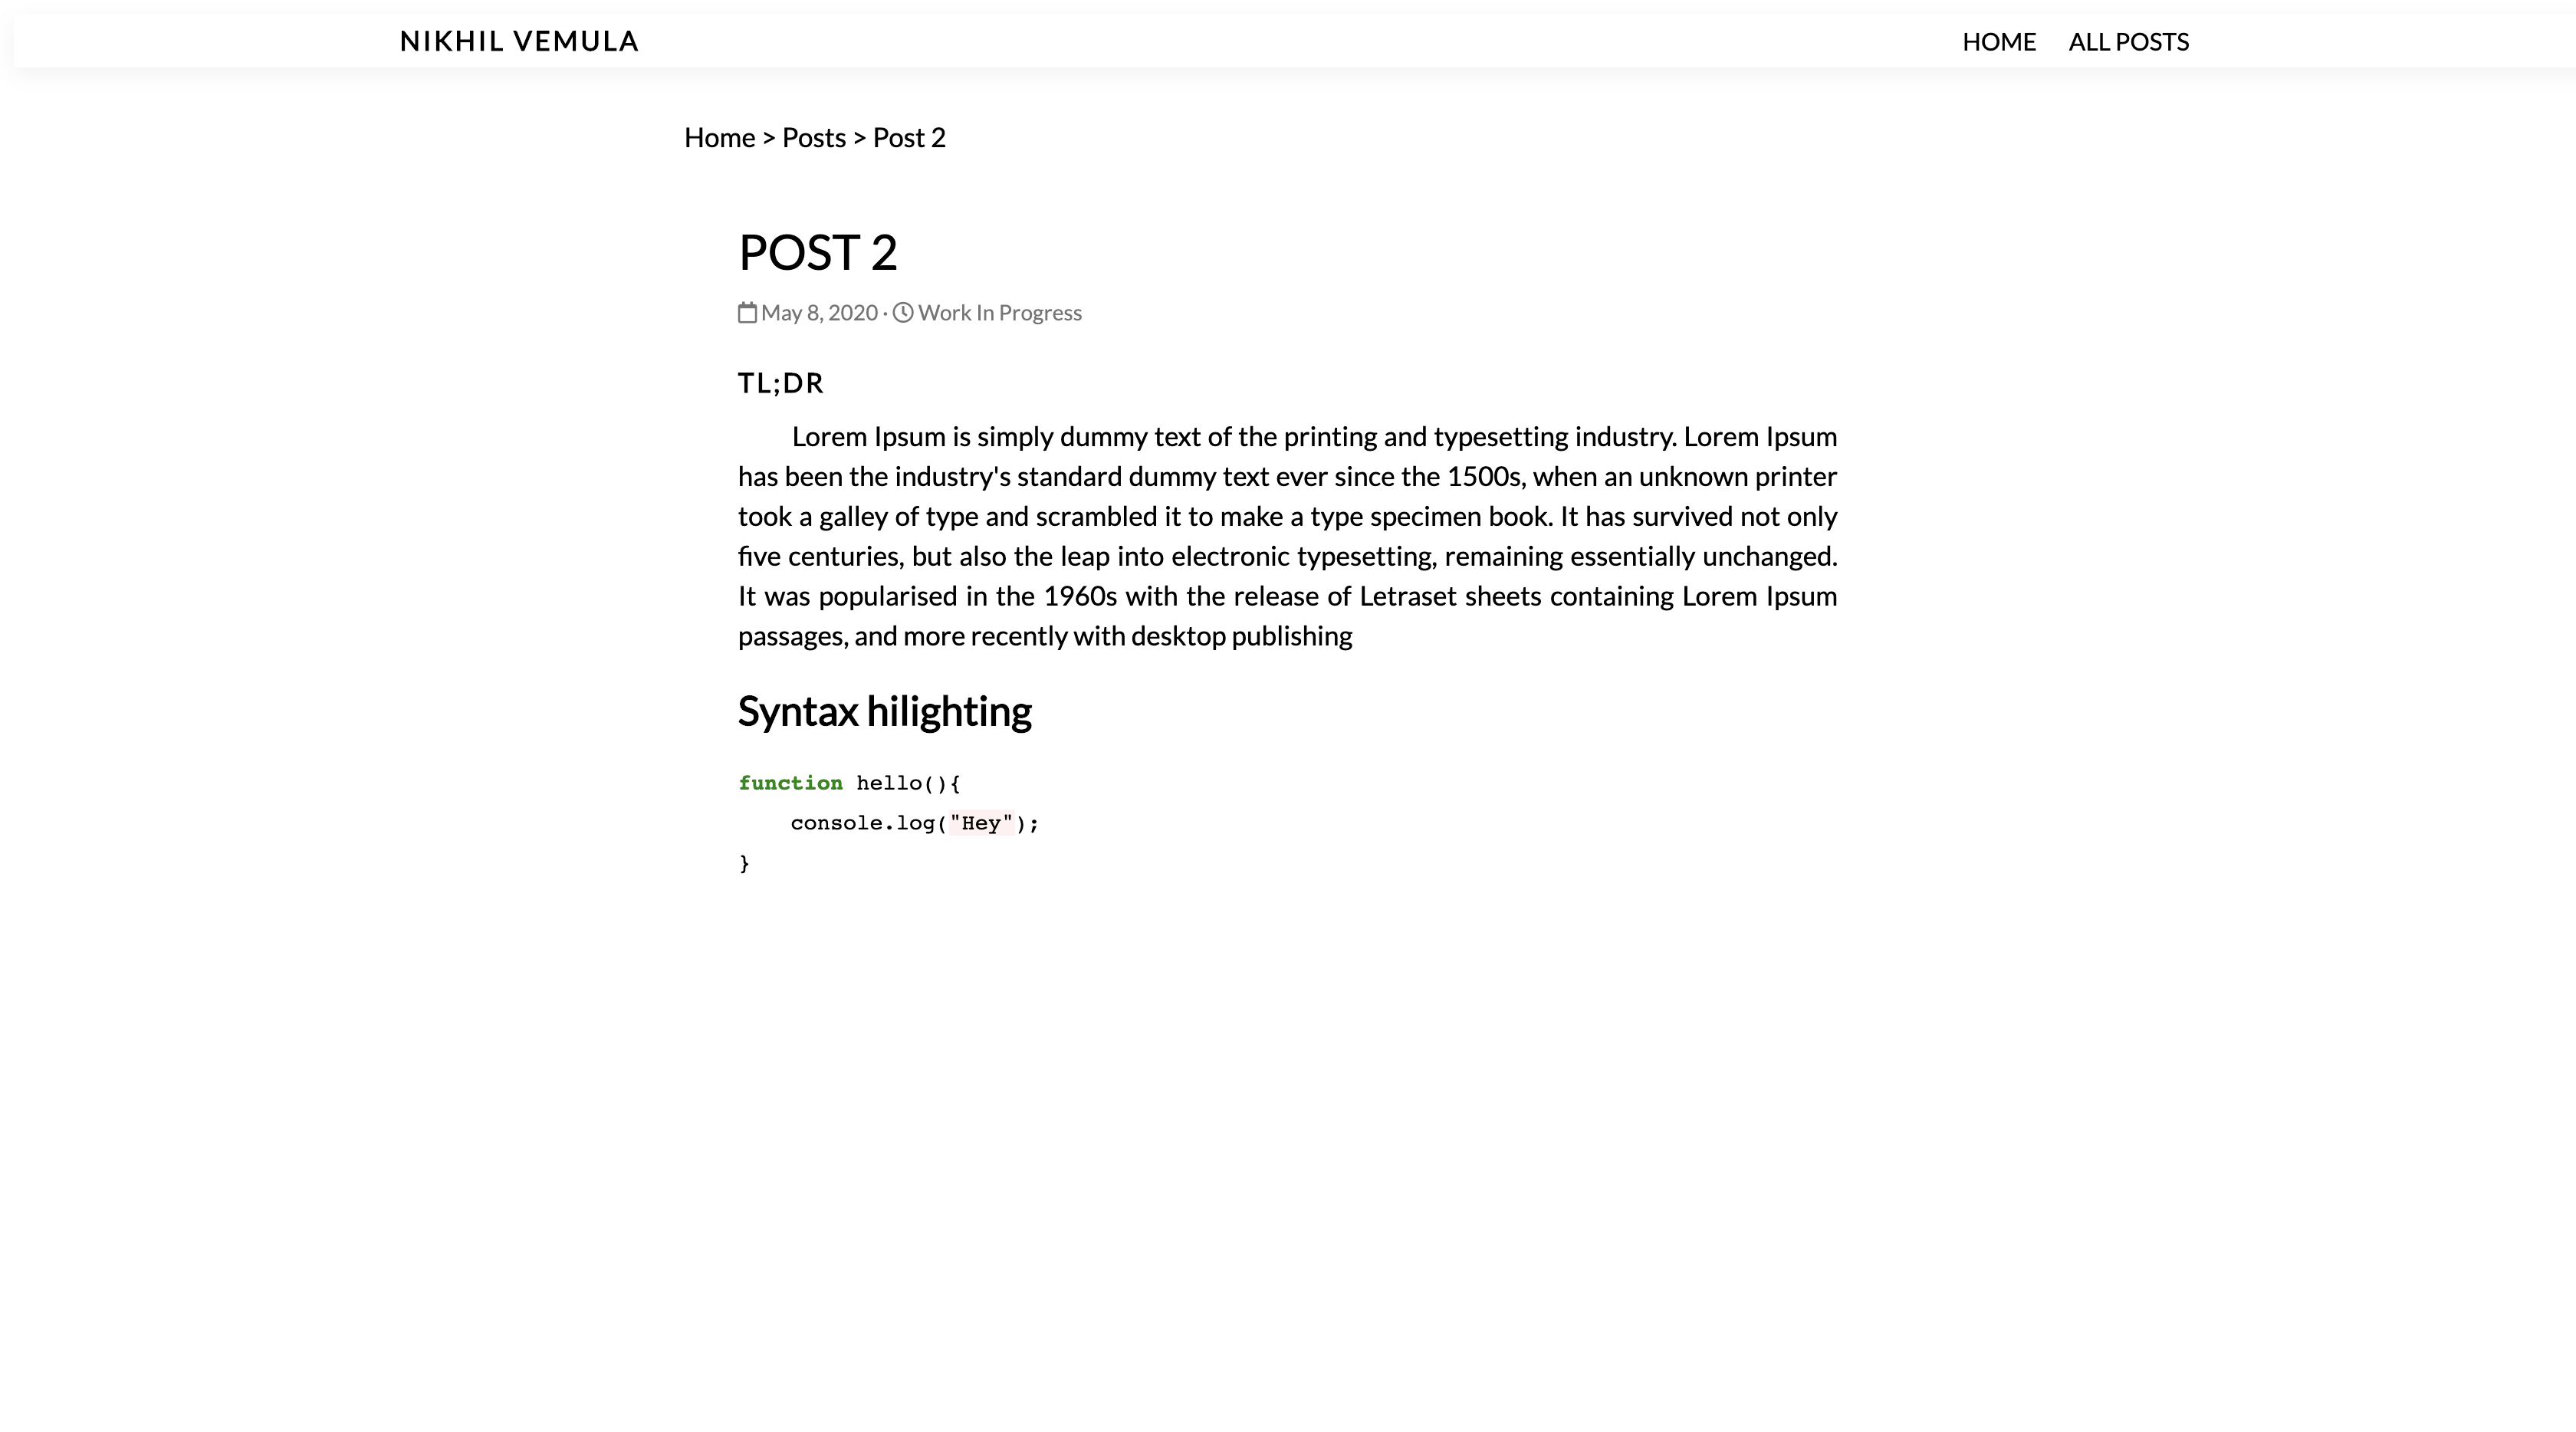 NIKHIL VEMULA
HOME ALL POSTS
Home > Posts > Post 2
POST 2
May 8, 2020 · Work In Progress
TL;DR
Lorem Ipsum is simply dummy text of the printing and typesetting industry. Lorem Ipsum
has been the industry's standard dummy text ever since the 1500s, when an unknown printer
took a galley of type and scrambled it to make a type specimen book. It has survived not only
five centuries, but also the leap into electronic typesetting, remaining essentially unchanged.
It was popularised in the 1960s with the release of Letraset sheets containing Lorem Ipsum
passages, and more recently with desktop publishing
Syntax hilighting
function hello(){
    console.log("Hey");
}